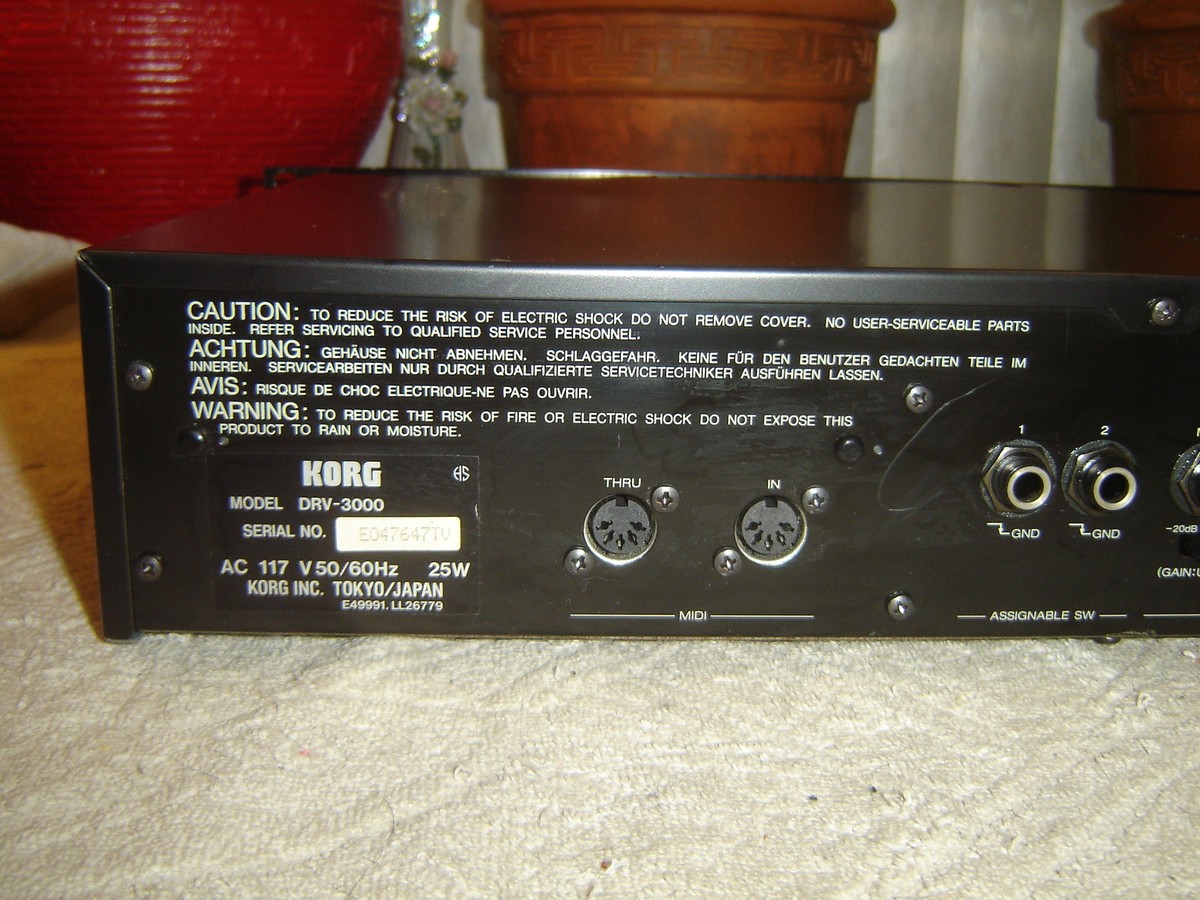 CAUTION: TO REDUCE THE RISK OF ELECTRIC SHOCK DO NOT REMOVE COVER. NO USER-SERVICEABLE PARTS
INSIDE. REFER SERVICING TO QUALIFIED SERVICE PERSONNEL.
ACHTUNG: GEHÄUSE NICHT ABNEHMEN. SCHLAGGEFAHR. KEINE FÜR DEN BENUTZER GEDACHTEN TEILE IM
INNEREN. SERVICEARBEITEN NUR DURCH QUALIFIZIERTE SERVICETECHNIKER AUSFÜHREN LASSEN.
AVIS: RISQUE DE CHOC ELECTRIQUE-NE PAS OUVRIR.
WARNING: TO REDUCE THE RISK OF FIRE OR ELECTRIC SHOCK DO NOT EXPOSE THIS
PRODUCT TO RAIN OR MOISTURE.
KORG
MODEL DRV-3000
SERIAL NO. E047647TV
AC 117 V 50/60Hz 25W
KORG INC. TOKYO/JAPAN
E49991. LL26779
THRU IN
MIDI
1 2
GND GND
ASSIGNABLE SW
-20dB
(GAIN: